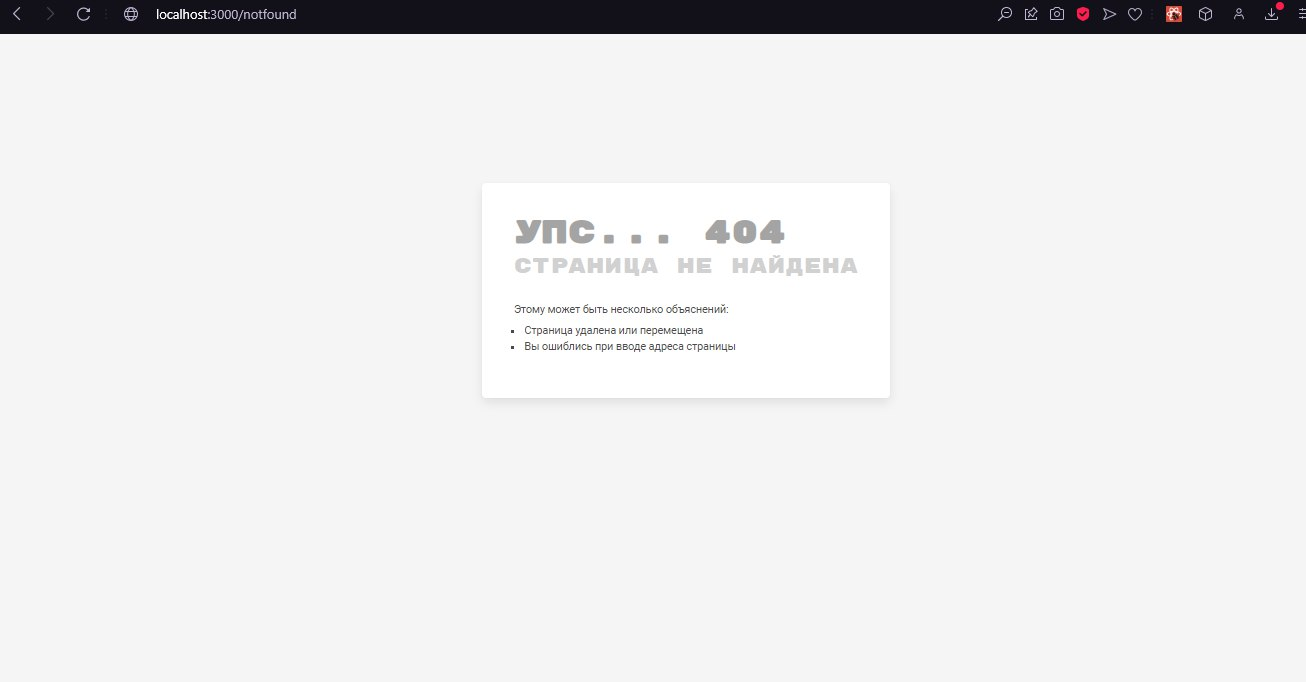 localhost:3000/notfound
УПС... 404
СТРАНИЦА НЕ НАЙДЕНА
Этому может быть несколько объяснений:
Страница удалена или перемещена
Вы ошиблись при вводе адреса страницы